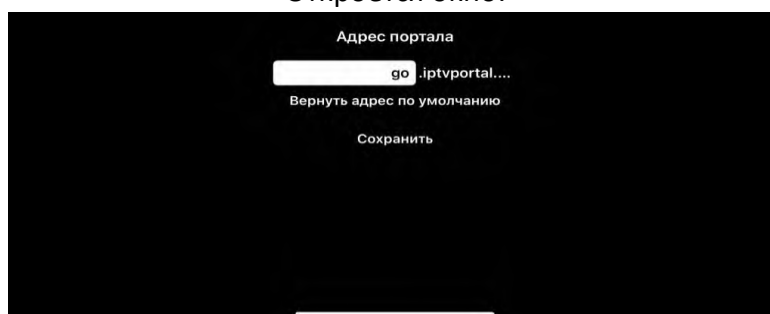 Адрес портала
go .iptvportal....
Вернуть адрес по умолчанию
Сохранить